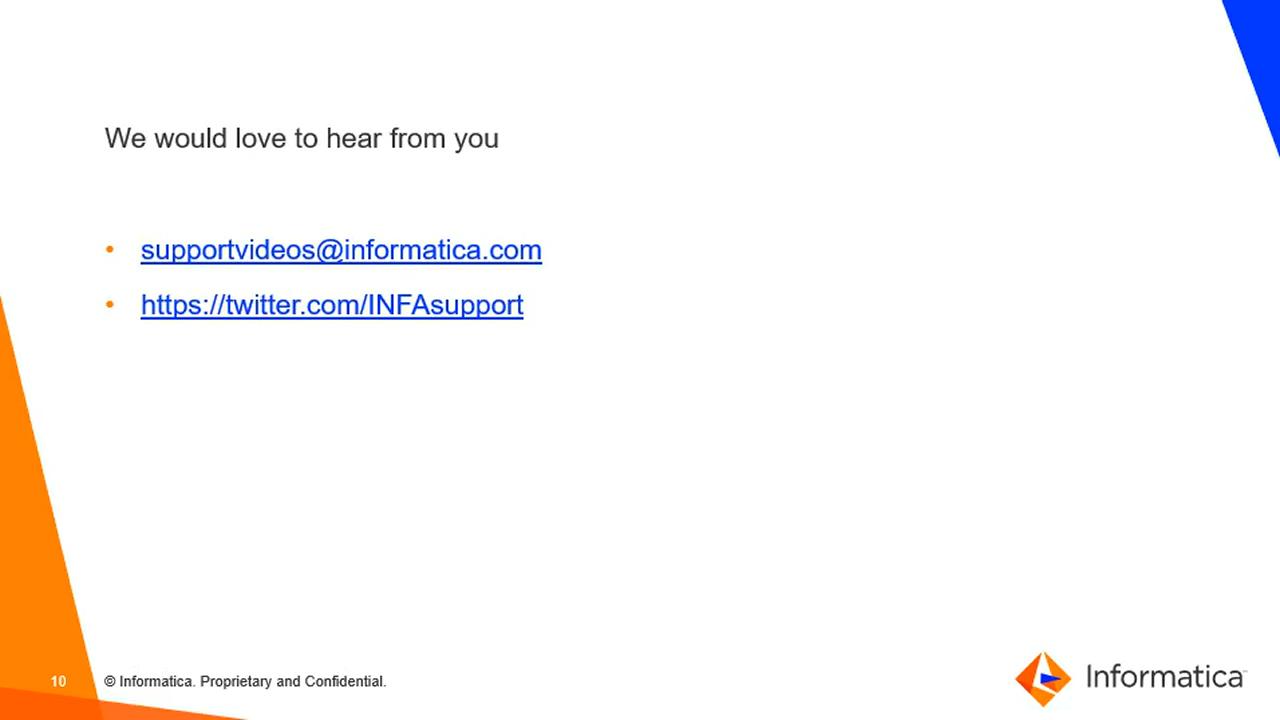 We would love to hear from you
• supportvideos@informatica.com
• https://twitter.com/INFAsupport
10 © Informatica. Proprietary and Confidential.
Informatica